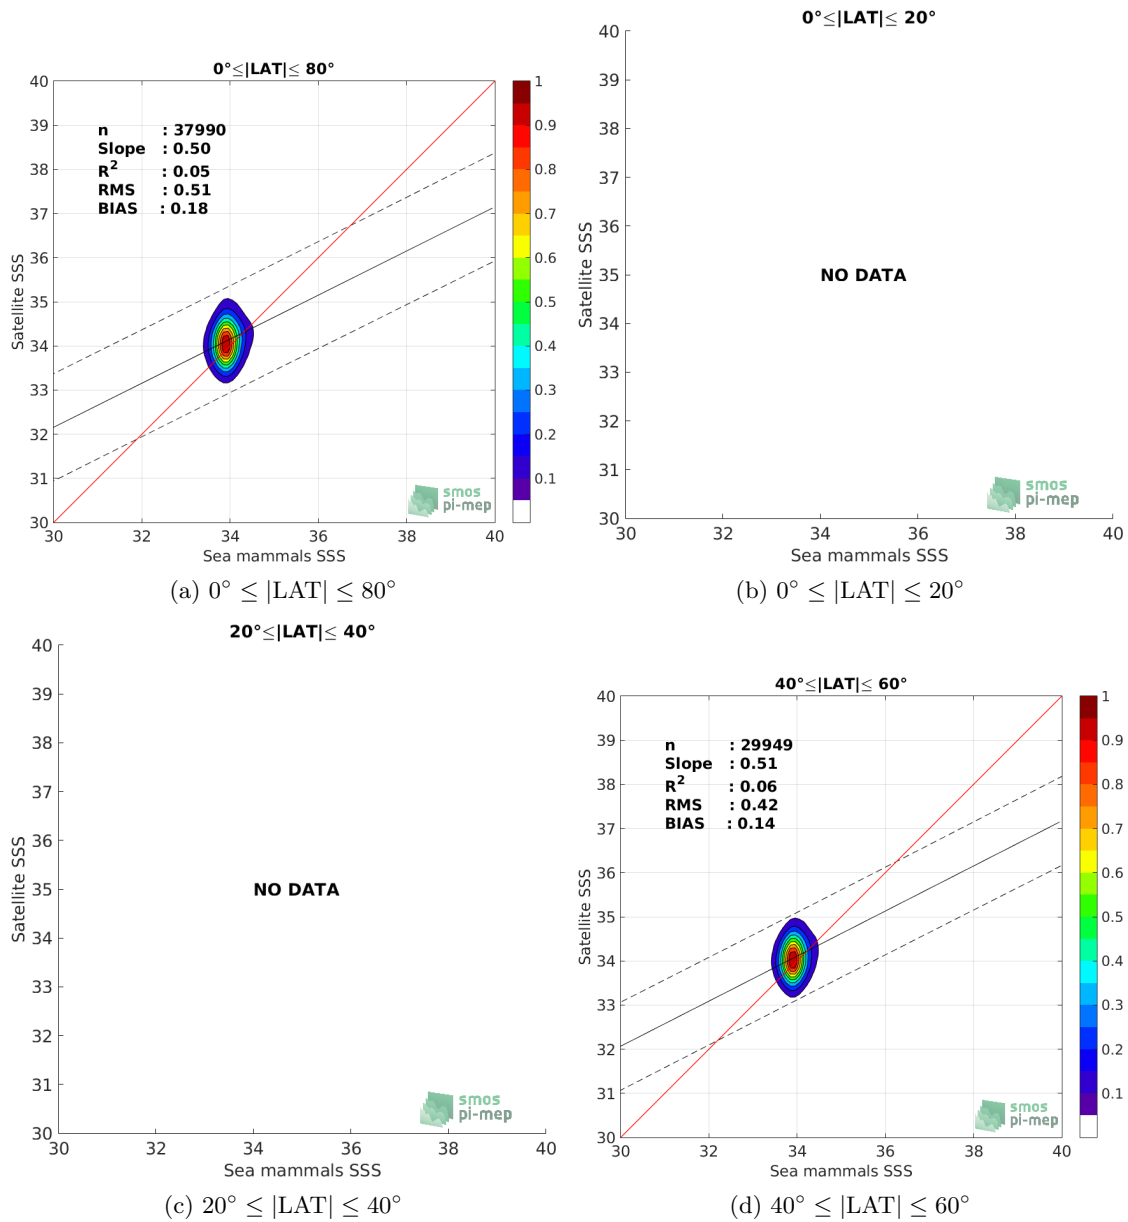 0°≤|LAT|≤ 80°
40
39
38
37
36
35
34
33
32
31
30
n : 37990
Slope : 0.50
R2 : 0.05
RMS : 0.51
BIAS : 0.18
1
0.9
0.8
0.7
0.6
0.5
0.4
0.3
0.2
0.1
Satellite SSS
smos
pi-mep
30 32 34 36 38 40
Sea mammals SSS
(a) 0° ≤ |LAT| ≤ 80°
0°≤|LAT|≤ 20°
40
39
38
37
36
35
34
33
32
31
30
Satellite SSS
NO DATA
smos
pi-mep
30 32 34 36 38 40
Sea mammals SSS
(b) 0° ≤ |LAT| ≤ 20°
20°≤|LAT|≤ 40°
40
39
38
37
36
35
34
33
32
31
30
Satellite SSS
NO DATA
smos
pi-mep
30 32 34 36 38 40
Sea mammals SSS
(c) 20° ≤ |LAT| ≤ 40°
40°≤|LAT|≤ 60°
40
39
38
37
36
35
34
33
32
31
30
n : 29949
Slope : 0.51
R2 : 0.06
RMS : 0.42
BIAS : 0.14
1
0.9
0.8
0.7
0.6
0.5
0.4
0.3
0.2
0.1
Satellite SSS
smos
pi-mep
30 32 34 36 38 40
Sea mammals SSS
(d) 40° ≤ |LAT| ≤ 60°